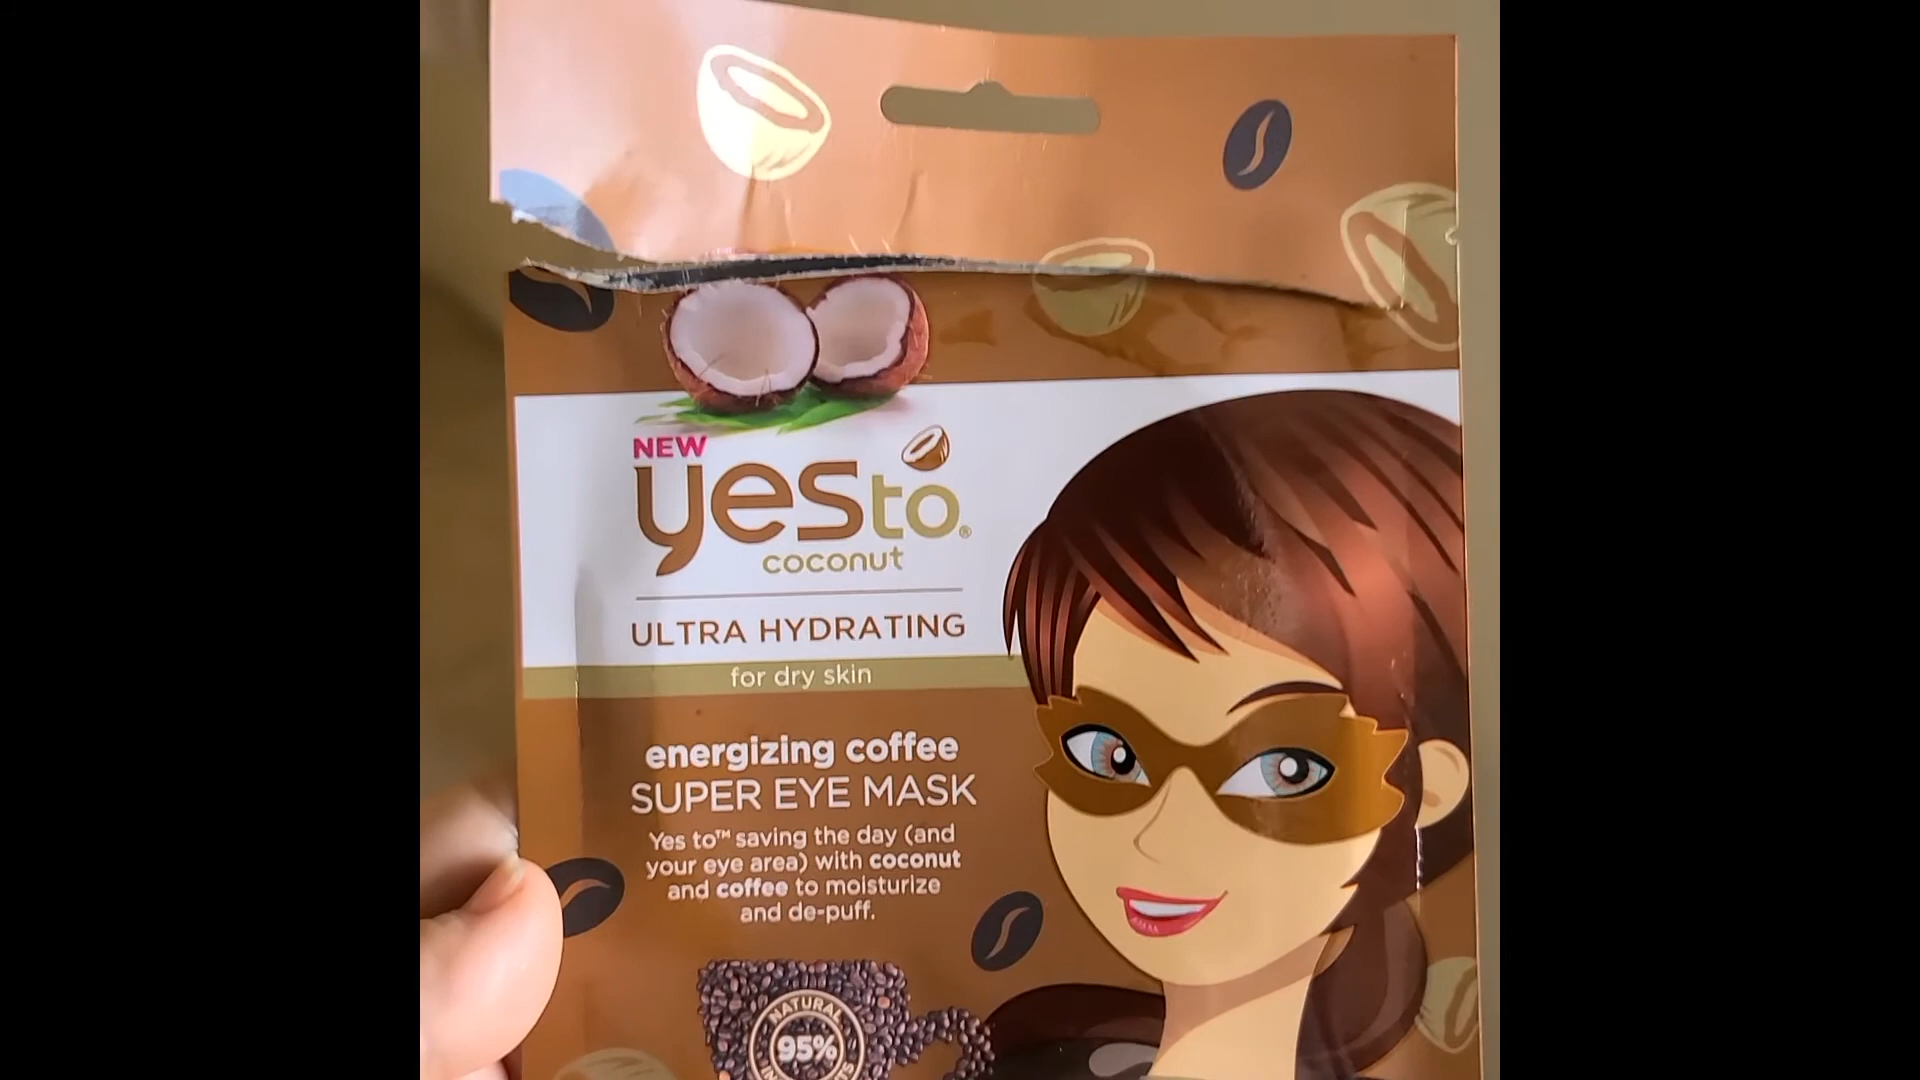 NEW
yes to®
coconut
ULTRA HYDRATING
for dry skin
energizing coffee
SUPER EYE MASK
Yes to™ saving the day (and
your eye area) with coconut
and coffee to moisturize
and de-puff.
NATURAL
95%